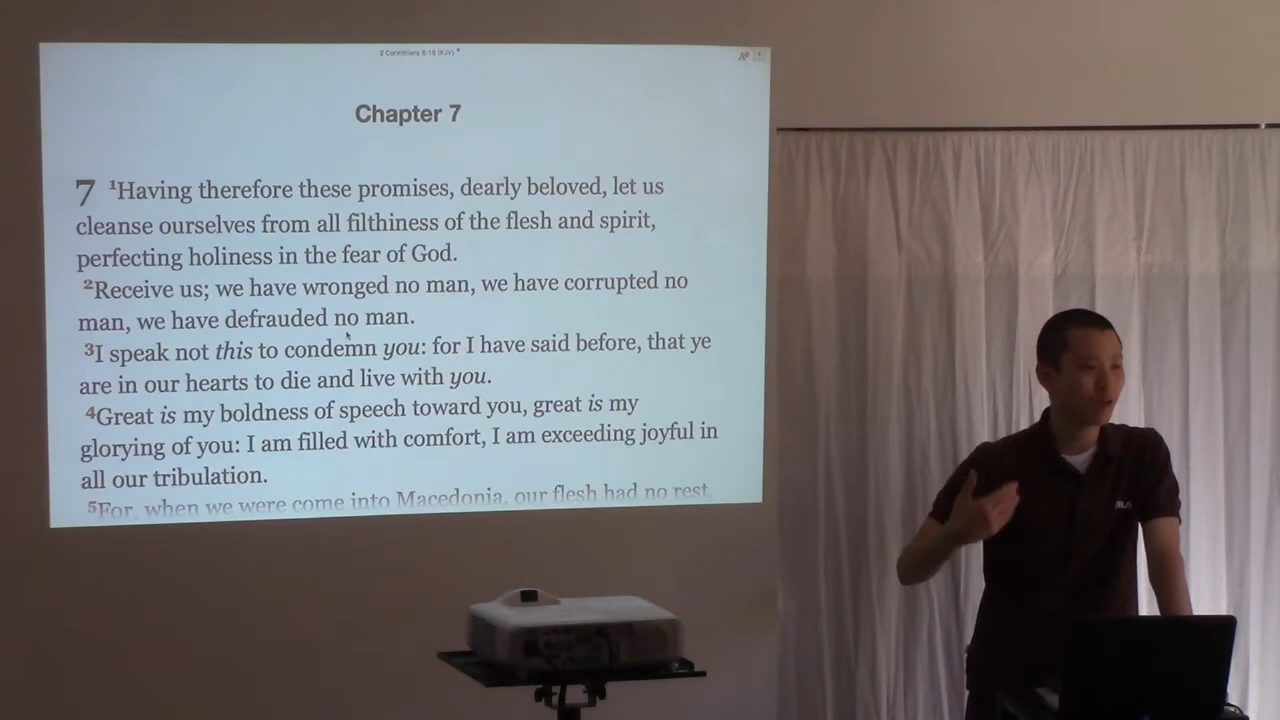 2 Corinthians 6:18 (KJV)
Chapter 7
7 ¹Having therefore these promises, dearly beloved, let us
cleanse ourselves from all filthiness of the flesh and spirit,
perfecting holiness in the fear of God.
²Receive us; we have wronged no man, we have corrupted no
man, we have defrauded no man.
³I speak not this to condemn you: for I have said before, that ye
are in our hearts to die and live with you.
⁴Great is my boldness of speech toward you, great is my
glorying of you: I am filled with comfort, I am exceeding joyful in
all our tribulation.
⁵For, when we were come into Macedonia, our flesh had no rest,